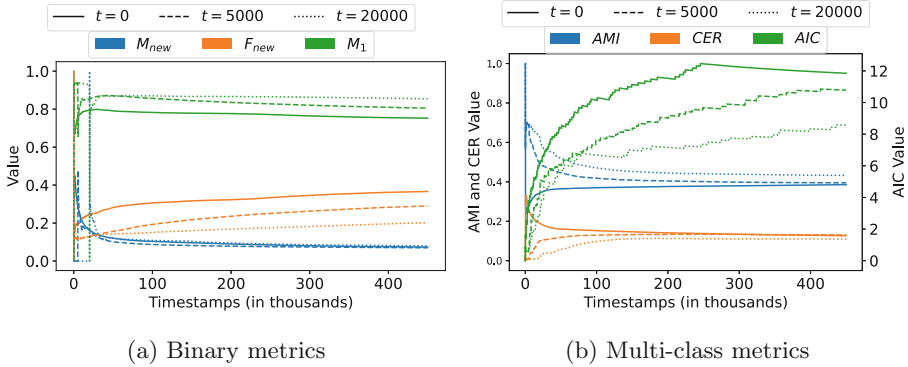 t = 0 t = 5000 t = 20000
M_new F_new M_1
1.0
0.8
0.6
0.4
0.2
0.0
Value
0 100 200 300 400
Timestamps (in thousands)
(a) Binary metrics
t = 0 t = 5000 t = 20000
AMI CER AIC
1.0
0.8
0.6
0.4
0.2
0.0
AMI and CER Value
12
10
8
6
4
2
0
AIC Value
0 100 200 300 400
Timestamps (in thousands)
(b) Multi-class metrics